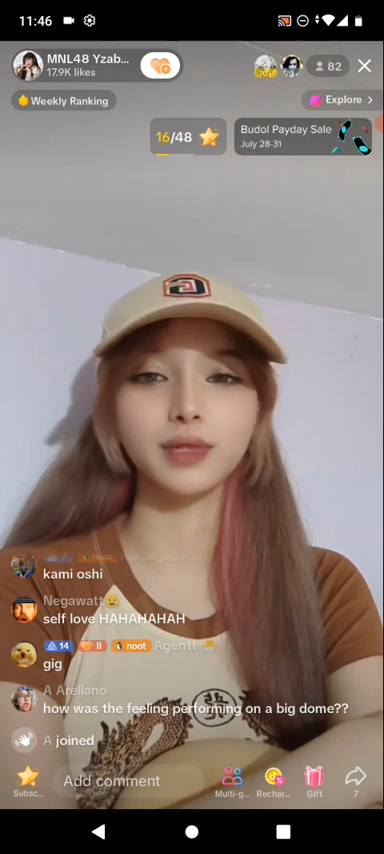 11:46
MNL48 Yzab...
17.9K likes
82
Weekly Ranking
Explore >
16/48
Budol Payday Sale
July 28-31
kami oshi
Negawatt
self love HAHAHAHAH
14 II noot Agentt
gig
A Arellano
how was the feeling performing on a big dome??
A joined
Add comment
Subsc...
Multi-g...
Rechar...
Gift
7